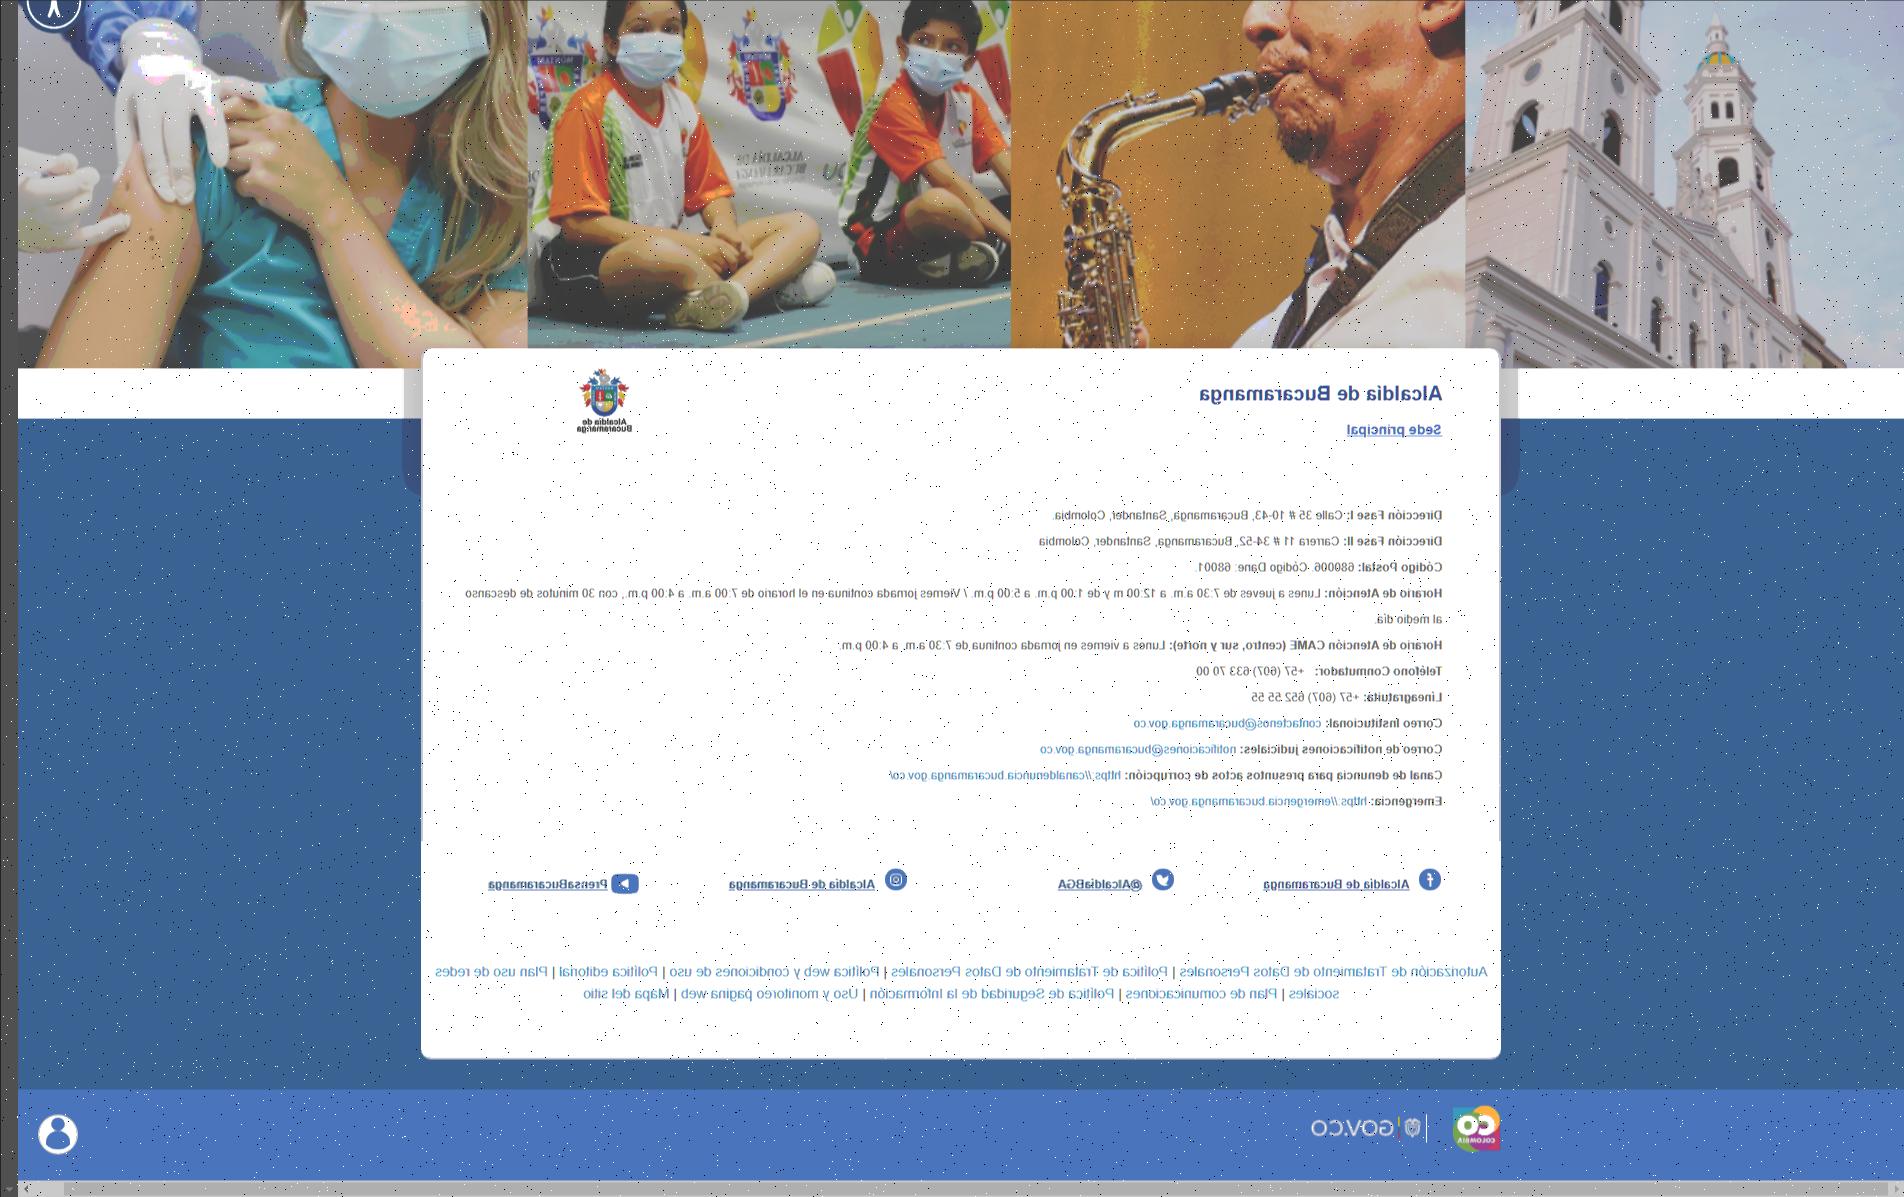 ALCALDÍA DE
BUCARAMANGA
Alcaldía de Bucaramanga
Sede principal
Alcaldía de
Bucaramanga
Dirección Fase I: Calle 35 # 10-43, Bucaramanga, Santander, Colombia.
Dirección Fase II: Carrera 11 # 34-52, Bucaramanga, Santander, Colombia
Código Postal: 680006. Código Dane: 68001.
Horario de Atención: Lunes a jueves de 7:30 a.m. a 12:00 m y de 1:00 p.m. a 5:00 p.m. / Viernes jornada continua en el horario de 7:00 a.m. a 4:00 p.m., con 30 minutos de descanso
al medio día.
Horario de Atención CAME (centro, sur y norte): Lunes a viernes en jornada continua de 7:30 a.m. a 4:00 p.m.
Teléfono Conmutador: +57 (607) 633 70 00
Líneagratuita: +57 (607) 652 55 55
Correo Institucional: contactenos@bucaramanga.gov.co
Correo de notificaciones judiciales: notificaciones@bucaramanga.gov.co
Canal de denuncia para presuntos actos de corrupción: https://canaldenuncia.bucaramanga.gov.co/
Emergencia: https://emergencia.bucaramanga.gov.co/
Alcaldía de Bucaramanga @AlcaldiaBGA Alcaldía de Bucaramanga PrensaBucaramanga
Autorización de Tratamiento de Datos Personales | Política de Tratamiento de Datos Personales | Política web y condiciones de uso | Política editorial | Plan uso de redes
sociales | Plan de comunicaciones | Política de Seguridad de la Información | Uso y monitoreo pagina web | Mapa del sitio
CO
COLOMBIA
GOV.CO